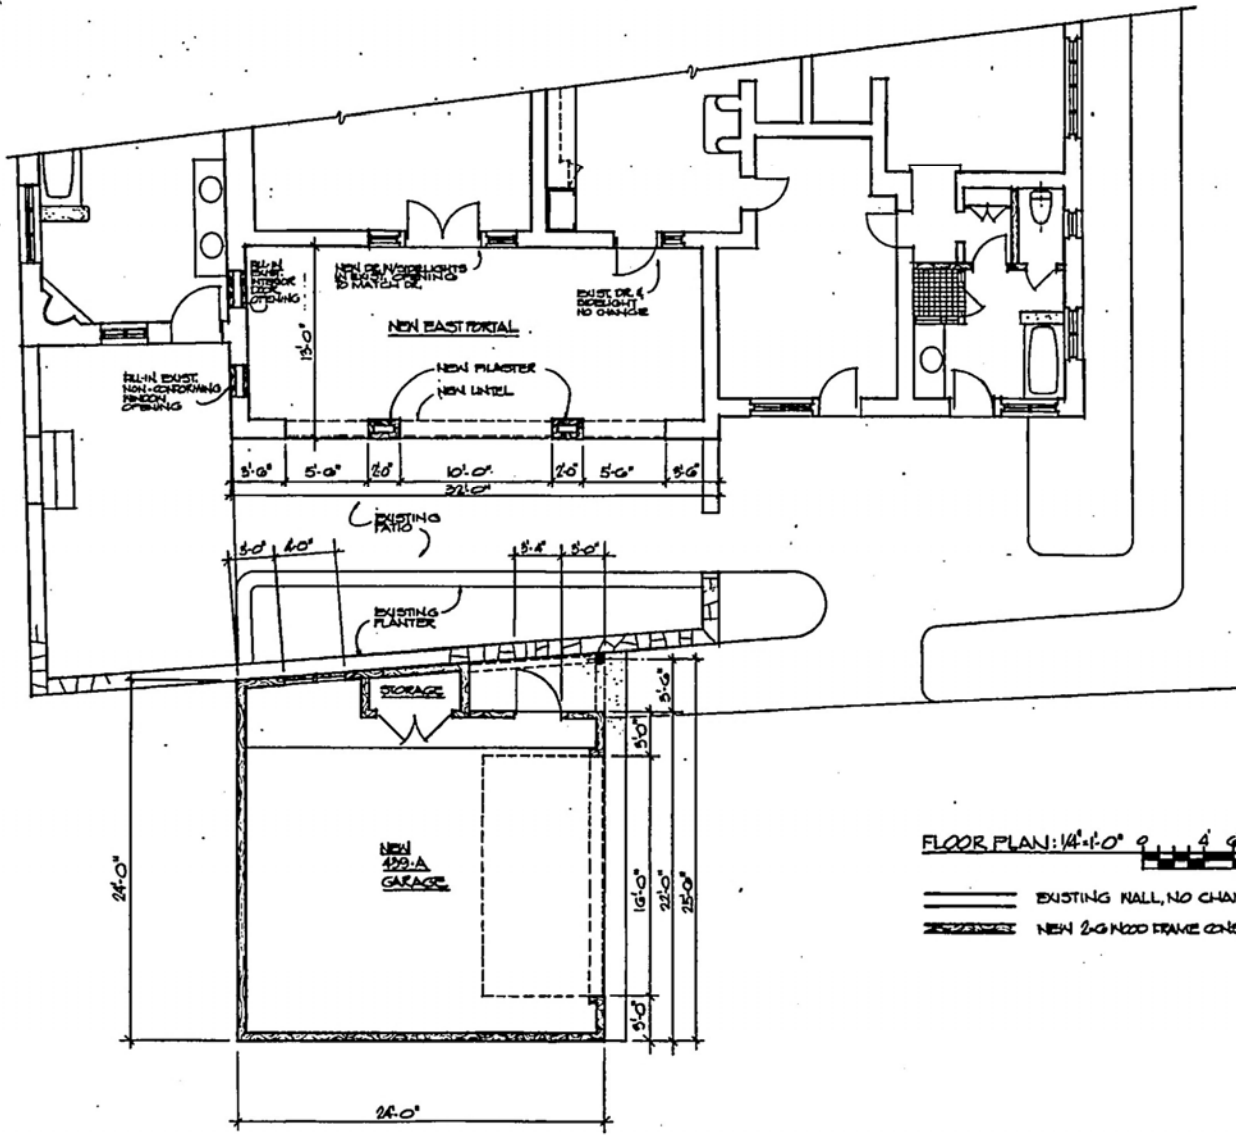 FILL-IN
EXIST.
INTERIOR
DOOR
OPENING
NEW DR. W/SIDELIGHTS
IN EXIST. OPENING
TO MATCH DR.
EXIST. DR. &
SIDELIGHT
NO CHANGE
NEW EAST PORTAL
13'-0"
FILL-IN EXIST.
NON-CONFORMING
WINDOW
OPENING
NEW PILASTER
NEW LINTEL
3'-6"
5'-6"
2'-0"
10'-0"
2'-0"
5'-6"
3'-6"
32'-0"
EXISTING
PATIO
3'-0"
4'-0"
3'-4"
3'-0"
EXISTING
PLANTER
STORAGE
3'-6"
3'-0"
NEW
439-A
GARAGE
24'-0"
16'-0"
22'-0"
25'-0"
3'-0"
24'-0"
FLOOR PLAN: 1/4"=1'-0"
0 4
EXISTING WALL, NO CHA
NEW 2x6 WOOD FRAME CONS